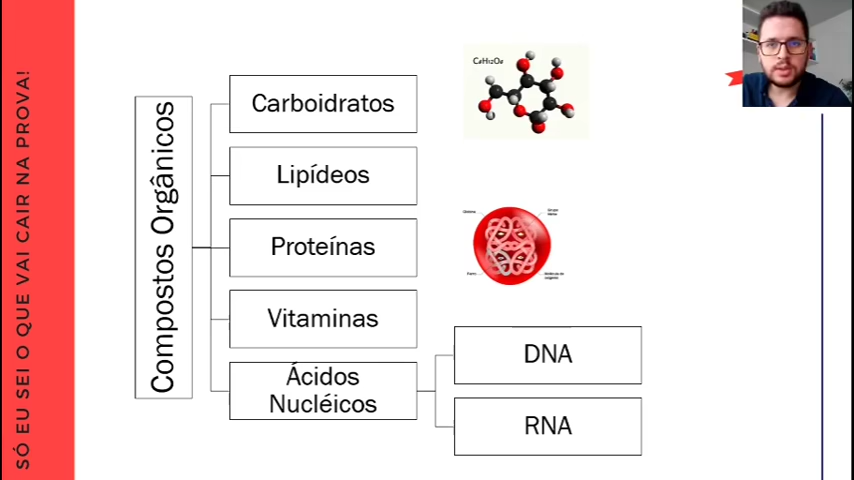 SÓ EU SEI O QUE VAI CAIR NA PROVA!
Compostos Orgânicos
Carboidratos
C₆H₁₂O₆
Lipídeos
Proteínas
Vitaminas
Ácidos
Nucléicos
DNA
RNA